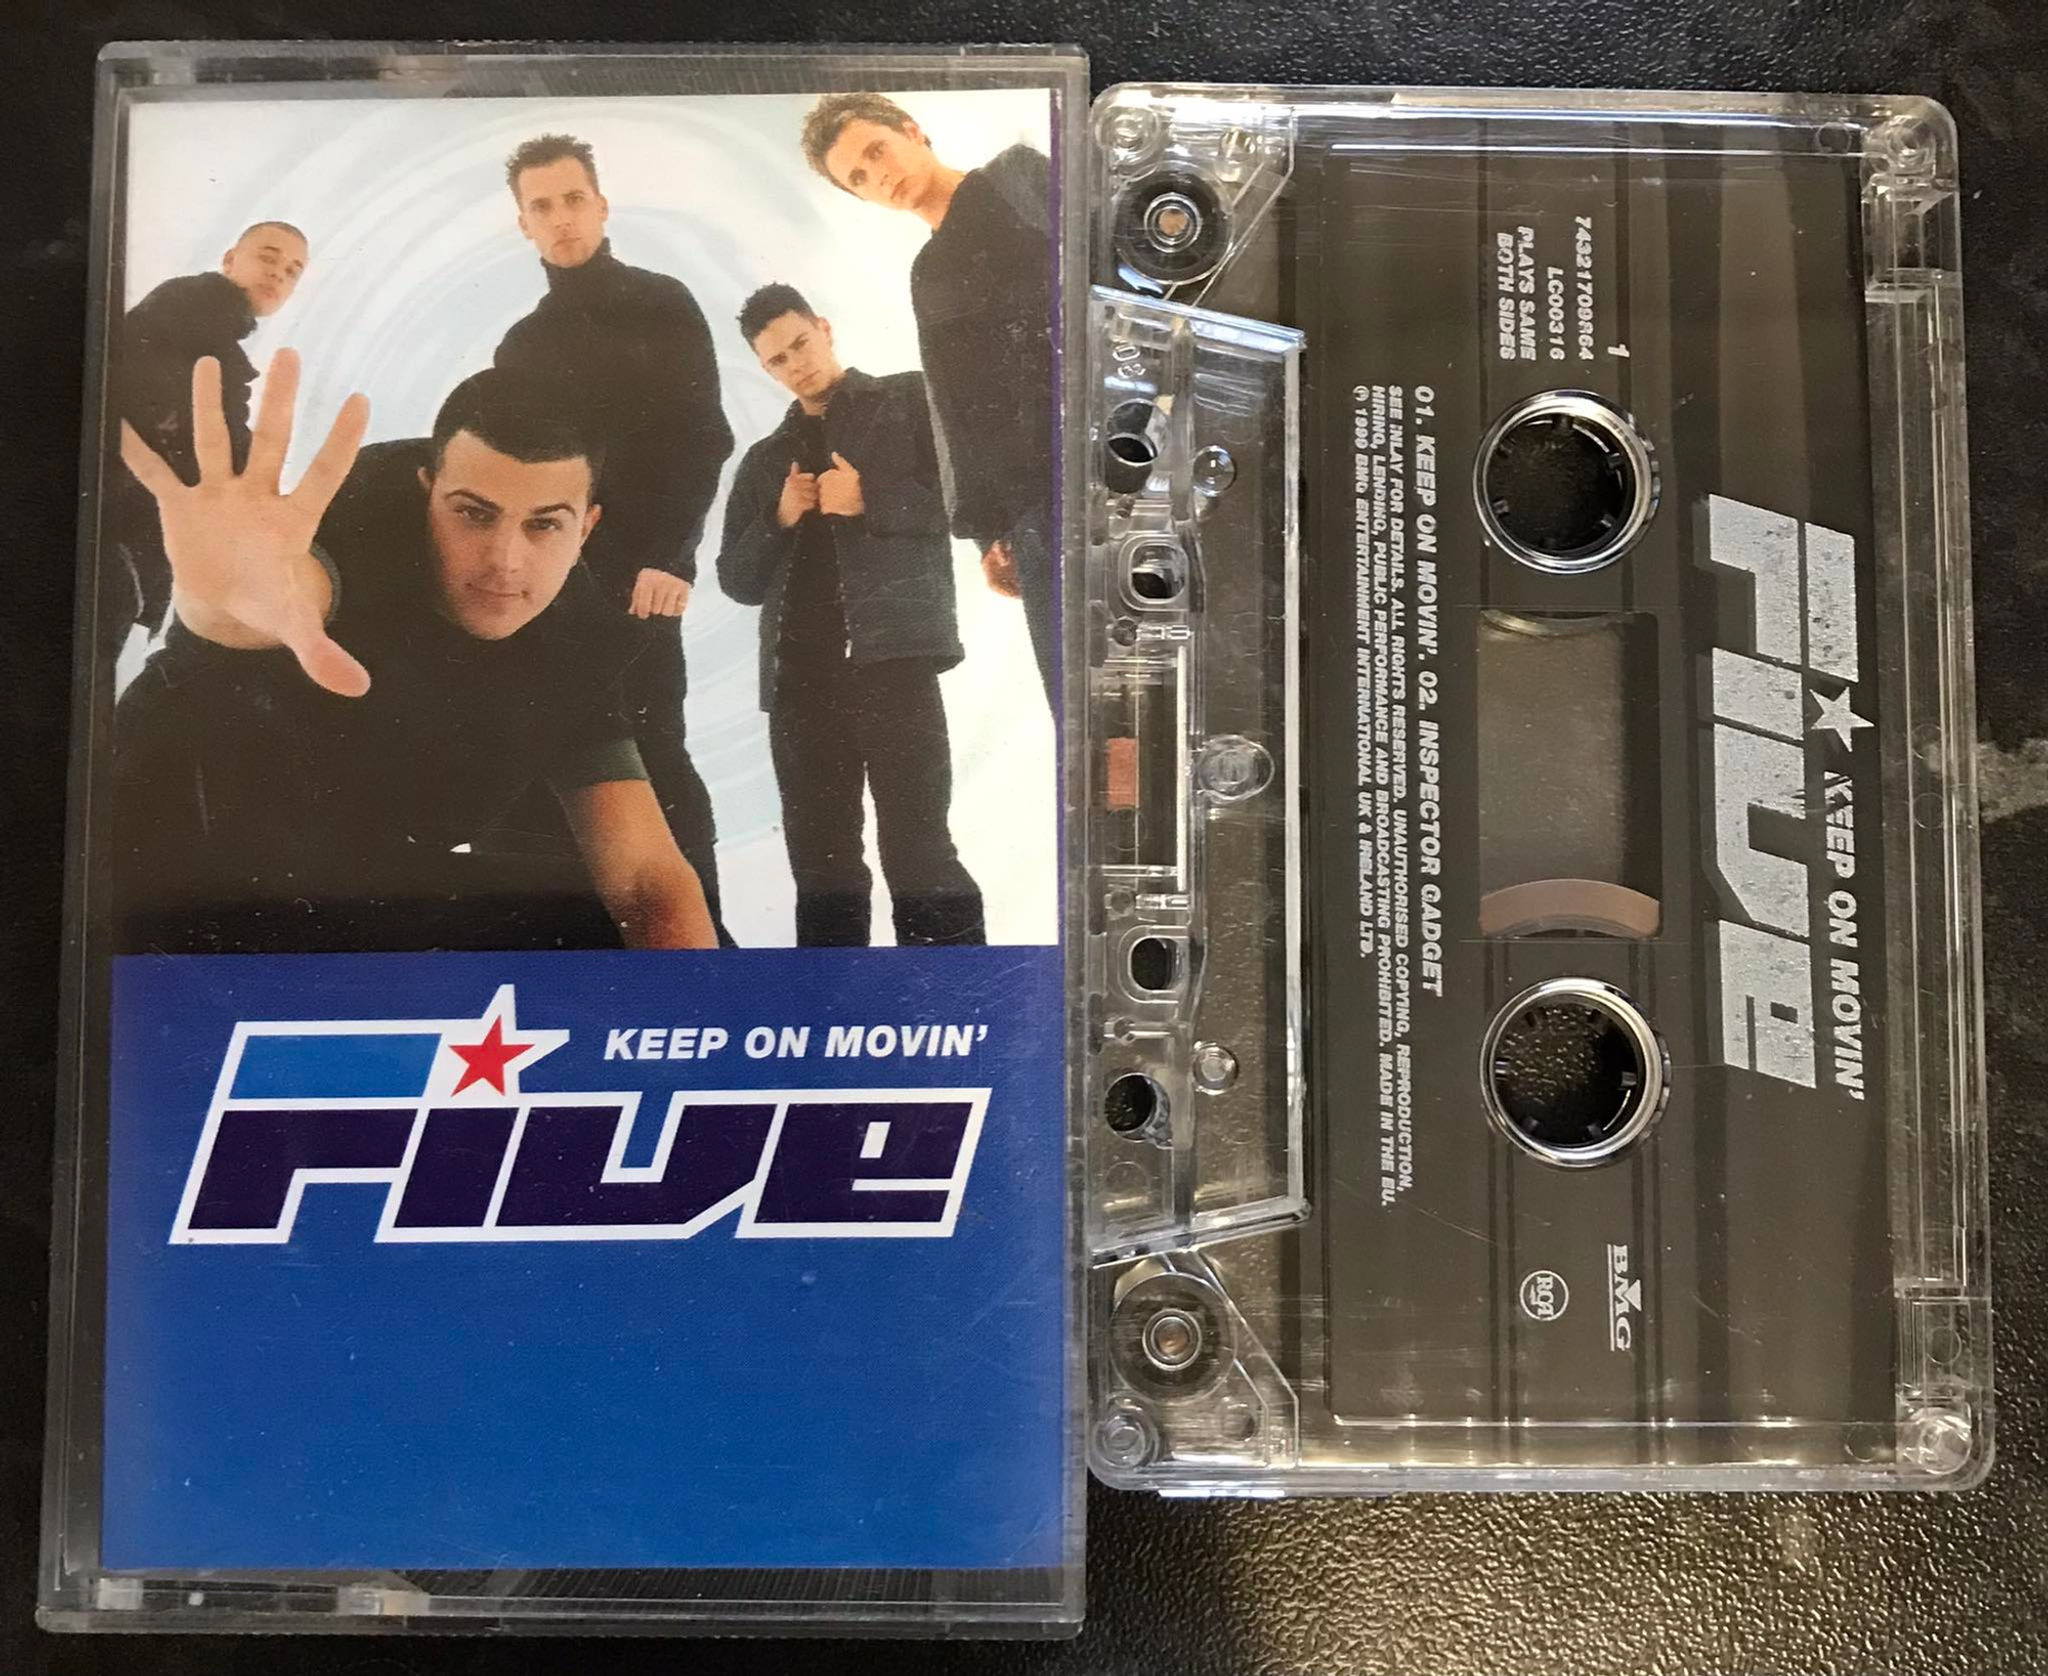 KEEP ON MOVIN'
FIVE
KEEP ON MOVIN'
FIVE
1
74321709864
LC00316
PLAYS SAME
BOTH SIDES
BMG
RCA
01. KEEP ON MOVIN'. 02. INSPECTOR GADGET
SEE INLAY FOR DETAILS. ALL RIGHTS RESERVED. UNAUTHORISED COPYING, REPRODUCTION,
HIRING, LENDING, PUBLIC PERFORMANCE AND BROADCASTING PROHIBITED. MADE IN THE EU.
℗ 1999 BMG ENTERTAINMENT INTERNATIONAL UK & IRELAND LTD.